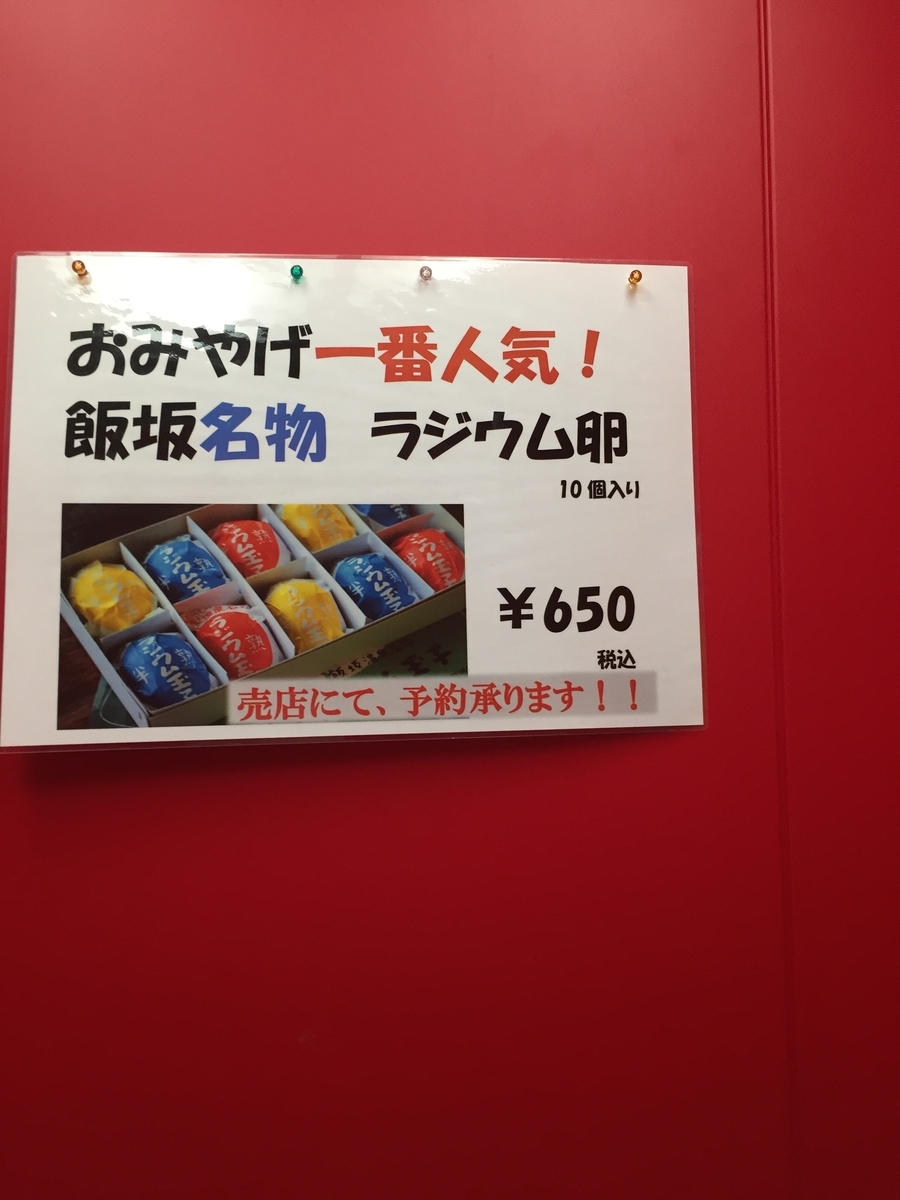 おみやげ一番人気！
飯坂名物　ラジウム卵
10個入り
￥650
税込
売店にて、予約承ります！！